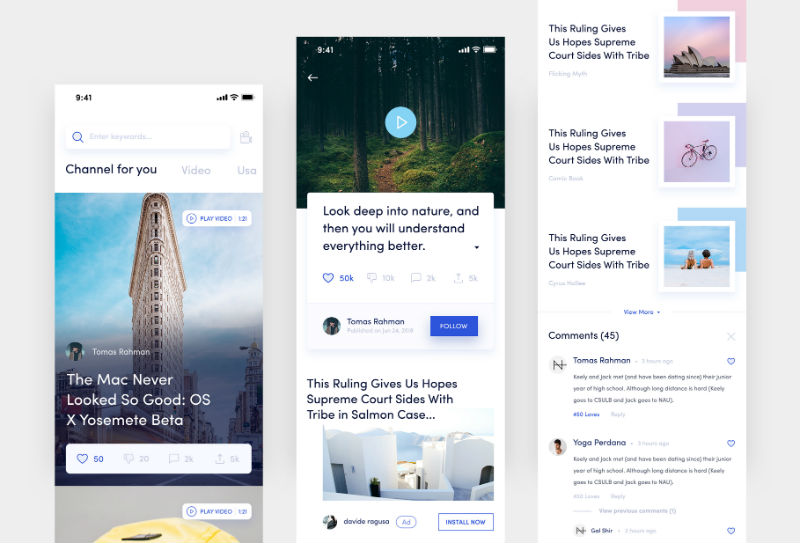 9:41
Enter keywords...
Channel for you
Video
Usa
PLAY VIDEO 1:21
Tomas Rahman
The Mac Never
Looked So Good: OS
X Yosemete Beta
50
20
2k
5k
PLAY VIDEO 1:21
9:41
Look deep into nature, and
then you will understand
everything better.
50k
10k
2k
5k
Tomas Rahman
Published on Jun 24, 2018
FOLLOW
This Ruling Gives Us Hopes
Supreme Court Sides With
Tribe in Salmon Case...
davide ragusa
Ad
INSTALL NOW
This Ruling Gives
Us Hopes Supreme
Court Sides With Tribe
Flicking Myth
This Ruling Gives
Us Hopes Supreme
Court Sides With Tribe
Comic Book
This Ruling Gives
Us Hopes Supreme
Court Sides With Tribe
Cyrus Hollee
View More
Comments (45)
Tomas Rahman • 3 hours ago
Keely and Jack met (and have been dating since) their junior
year of high school. Although long distance is hard (Keely
goes to CSULB and Jack goes to NAU).
450 Loves Reply
Yoga Perdana • 3 hours ago
Keely and Jack met (and have been dating since) their junior
year of high school. Although long distance is hard (Keely
goes to CSULB and Jack goes to NAU).
450 Loves Reply
View previous comments (1)
Gal Shir • 3 hours ago